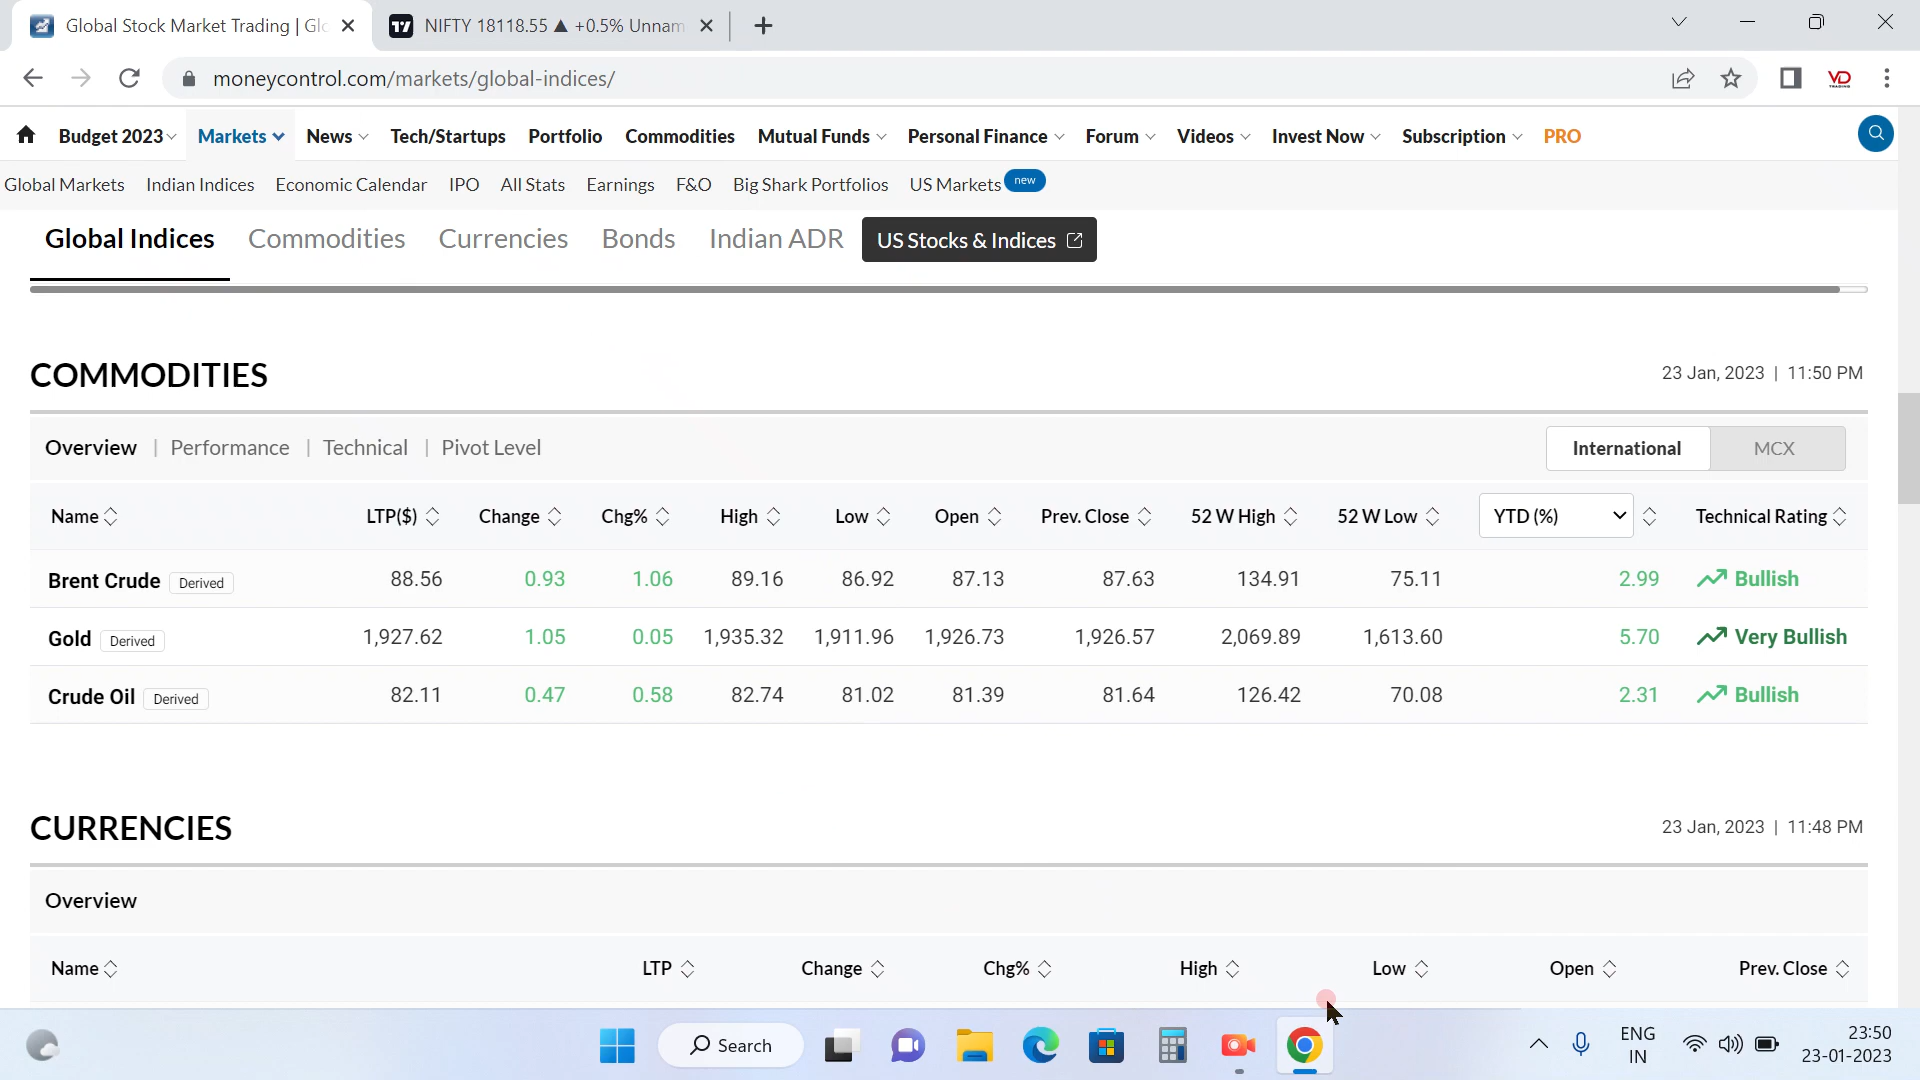 Global Stock Market Trading | Glo
NIFTY 18118.55 ▲ +0.5% Unnam
moneycontrol.com/markets/global-indices/
VD
Budget 2023 Markets News Tech/Startups Portfolio Commodities Mutual Funds Personal Finance Forum Videos Invest Now Subscription PRO
Global Markets Indian Indices Economic Calendar IPO All Stats Earnings F&O Big Shark Portfolios US Markets new
Global Indices Commodities Currencies Bonds Indian ADR US Stocks & Indices
COMMODITIES 23 Jan, 2023 | 11:50 PM
Overview | Performance | Technical | Pivot Level International MCX
Name LTP($) Change Chg% High Low Open Prev. Close 52 W High 52 W Low YTD (%) Technical Rating
Brent Crude Derived 88.56 0.93 1.06 89.16 86.92 87.13 87.63 134.91 75.11 2.99 Bullish
Gold Derived 1,927.62 1.05 0.05 1,935.32 1,911.96 1,926.73 1,926.57 2,069.89 1,613.60 5.70 Very Bullish
Crude Oil Derived 82.11 0.47 0.58 82.74 81.02 81.39 81.64 126.42 70.08 2.31 Bullish
CURRENCIES 23 Jan, 2023 | 11:48 PM
Overview
Name LTP Change Chg% High Low Open Prev. Close
Search
ENG
IN
23:50
23-01-2023